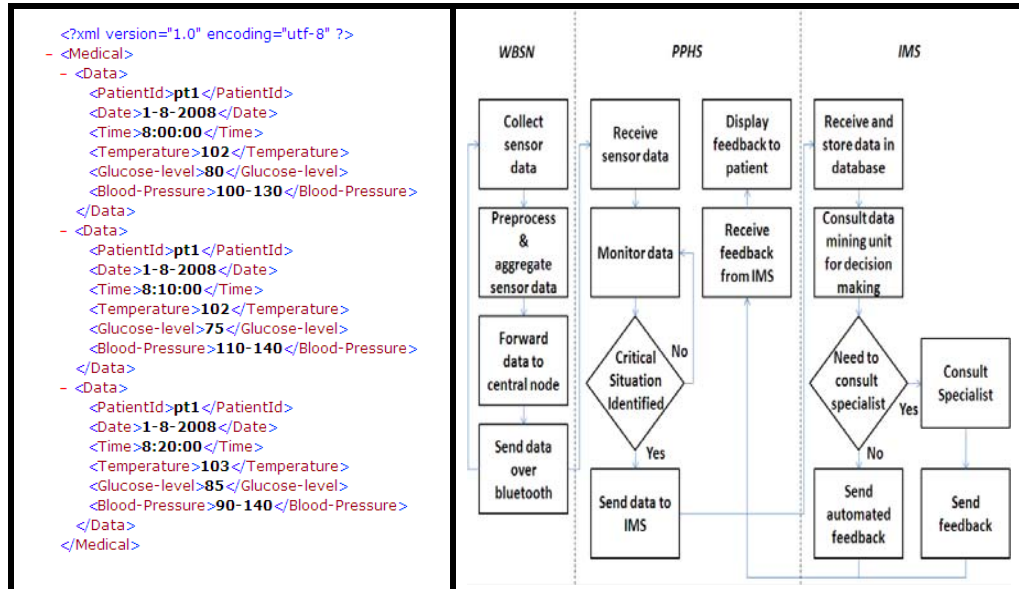 <?xml version="1.0" encoding="utf-8" ?>
– <Medical>
– <Data>
<PatientId>pt1</PatientId>
<Date>1-8-2008</Date>
<Time>8:00:00</Time>
<Temperature>102</Temperature>
<Glucose-level>80</Glucose-level>
<Blood-Pressure>100-130</Blood-Pressure>
</Data>
– <Data>
<PatientId>pt1</PatientId>
<Date>1-8-2008</Date>
<Time>8:10:00</Time>
<Temperature>102</Temperature>
<Glucose-level>75</Glucose-level>
<Blood-Pressure>110-140</Blood-Pressure>
</Data>
– <Data>
<PatientId>pt1</PatientId>
<Date>1-8-2008</Date>
<Time>8:20:00</Time>
<Temperature>103</Temperature>
<Glucose-level>85</Glucose-level>
<Blood-Pressure>90-140</Blood-Pressure>
</Data>
</Medical>
WBSN
Collect
sensor
data
Preprocess
&
aggregate
sensor data
Forward
data to
central node
Send data
over
bluetooth
PPHS
Receive
sensor data
Monitor data
Critical
Situation
Identified
No
Yes
Send data to
IMS
Display
feedback to
patient
Receive
feedback
from IMS
IMS
Receive and
store data in
database
Consult data
mining unit
for decision
making
Need to
consult
specialist
Yes
No
Consult
Specialist
Send
automated
feedback
Send
feedback